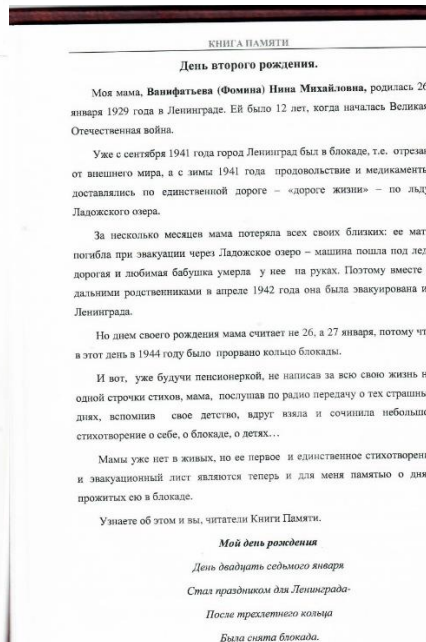 КНИГА ПАМЯТИ
День второго рождения.
Моя мама, Ванифатьева (Фомина) Нина Михайловна, родилась 26
января 1929 года в Ленинграде. Ей было 12 лет, когда началась Великая
Отечественная война.
Уже с сентября 1941 года город Ленинград был в блокаде, т.е. отрезан
от внешнего мира, а с зимы 1941 года продовольствие и медикаменты
доставлялись по единственной дороге – «дороге жизни» – по льду
Ладожского озера.
За несколько месяцев мама потеряла всех своих близких: ее мат
погибла при эвакуации через Ладожское озеро – машина пошла под лед,
дорогая и любимая бабушка умерла у нее на руках. Поэтому вместе
дальними родственниками в апреле 1942 года она была эвакуирована и
Ленинграда.
Но днем своего рождения мама считает не 26, а 27 января, потому чт
в этот день в 1944 году было прорвано кольцо блокады.
И вот, уже будучи пенсионеркой, не написав за всю свою жизнь н
одной строчки стихов, мама, послушав по радио передачу о тех страшны
днях, вспомнив свое детство, вдруг взяла и сочинила небольшо
стихотворение о себе, о блокаде, о детях…
Мамы уже нет в живых, но ее первое и единственное стихотворени
и эвакуационный лист являются теперь и для меня памятью о дня
прожитых ею в блокаде.
Узнаете об этом и вы, читатели Книги Памяти.
Мой день рождения
День двадцать седьмого января
Стал праздником для Ленинграда-
После трехлетнего кольца
Была снята блокада.